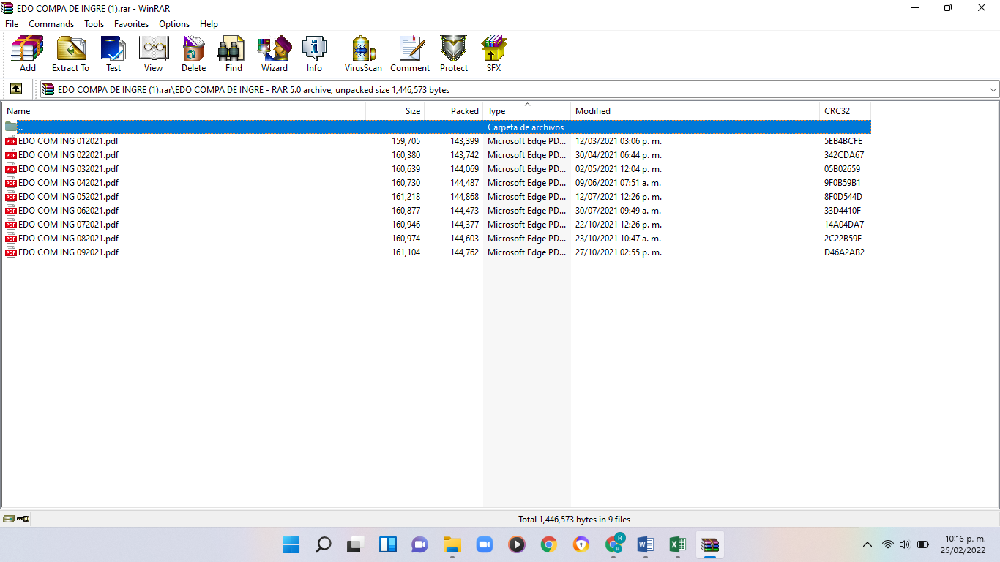 EDO COMPA DE INGRE (1).rar - WinRAR
File Commands Tools Favorites Options Help
Add Extract To Test View Delete Find Wizard Info VirusScan Comment Protect SFX
EDO COMPA DE INGRE (1).rar\EDO COMPA DE INGRE - RAR 5.0 archive, unpacked size 1,446,573 bytes
Name Size Packed Type Modified CRC32
.. Carpeta de archivos
EDO COM ING 012021.pdf 159,705 143,399 Microsoft Edge PD... 12/03/2021 03:06 p. m. 5EB4BCFE
EDO COM ING 022021.pdf 160,380 143,742 Microsoft Edge PD... 30/04/2021 06:44 p. m. 342CDA67
EDO COM ING 032021.pdf 160,639 144,069 Microsoft Edge PD... 02/05/2021 12:04 p. m. 05B02659
EDO COM ING 042021.pdf 160,730 144,487 Microsoft Edge PD... 09/06/2021 07:51 a. m. 9F0B59B1
EDO COM ING 052021.pdf 161,218 144,868 Microsoft Edge PD... 12/07/2021 12:26 p. m. 8F0D544D
EDO COM ING 062021.pdf 160,877 144,473 Microsoft Edge PD... 30/07/2021 09:49 a. m. 33D4410F
EDO COM ING 072021.pdf 160,946 144,377 Microsoft Edge PD... 22/10/2021 12:26 p. m. 14A04DA7
EDO COM ING 082021.pdf 160,974 144,603 Microsoft Edge PD... 23/10/2021 10:47 a. m. 2C22B59F
EDO COM ING 092021.pdf 161,104 144,762 Microsoft Edge PD... 27/10/2021 02:55 p. m. D46A2AB2
Total 1,446,573 bytes in 9 files
10:16 p. m.
25/02/2022